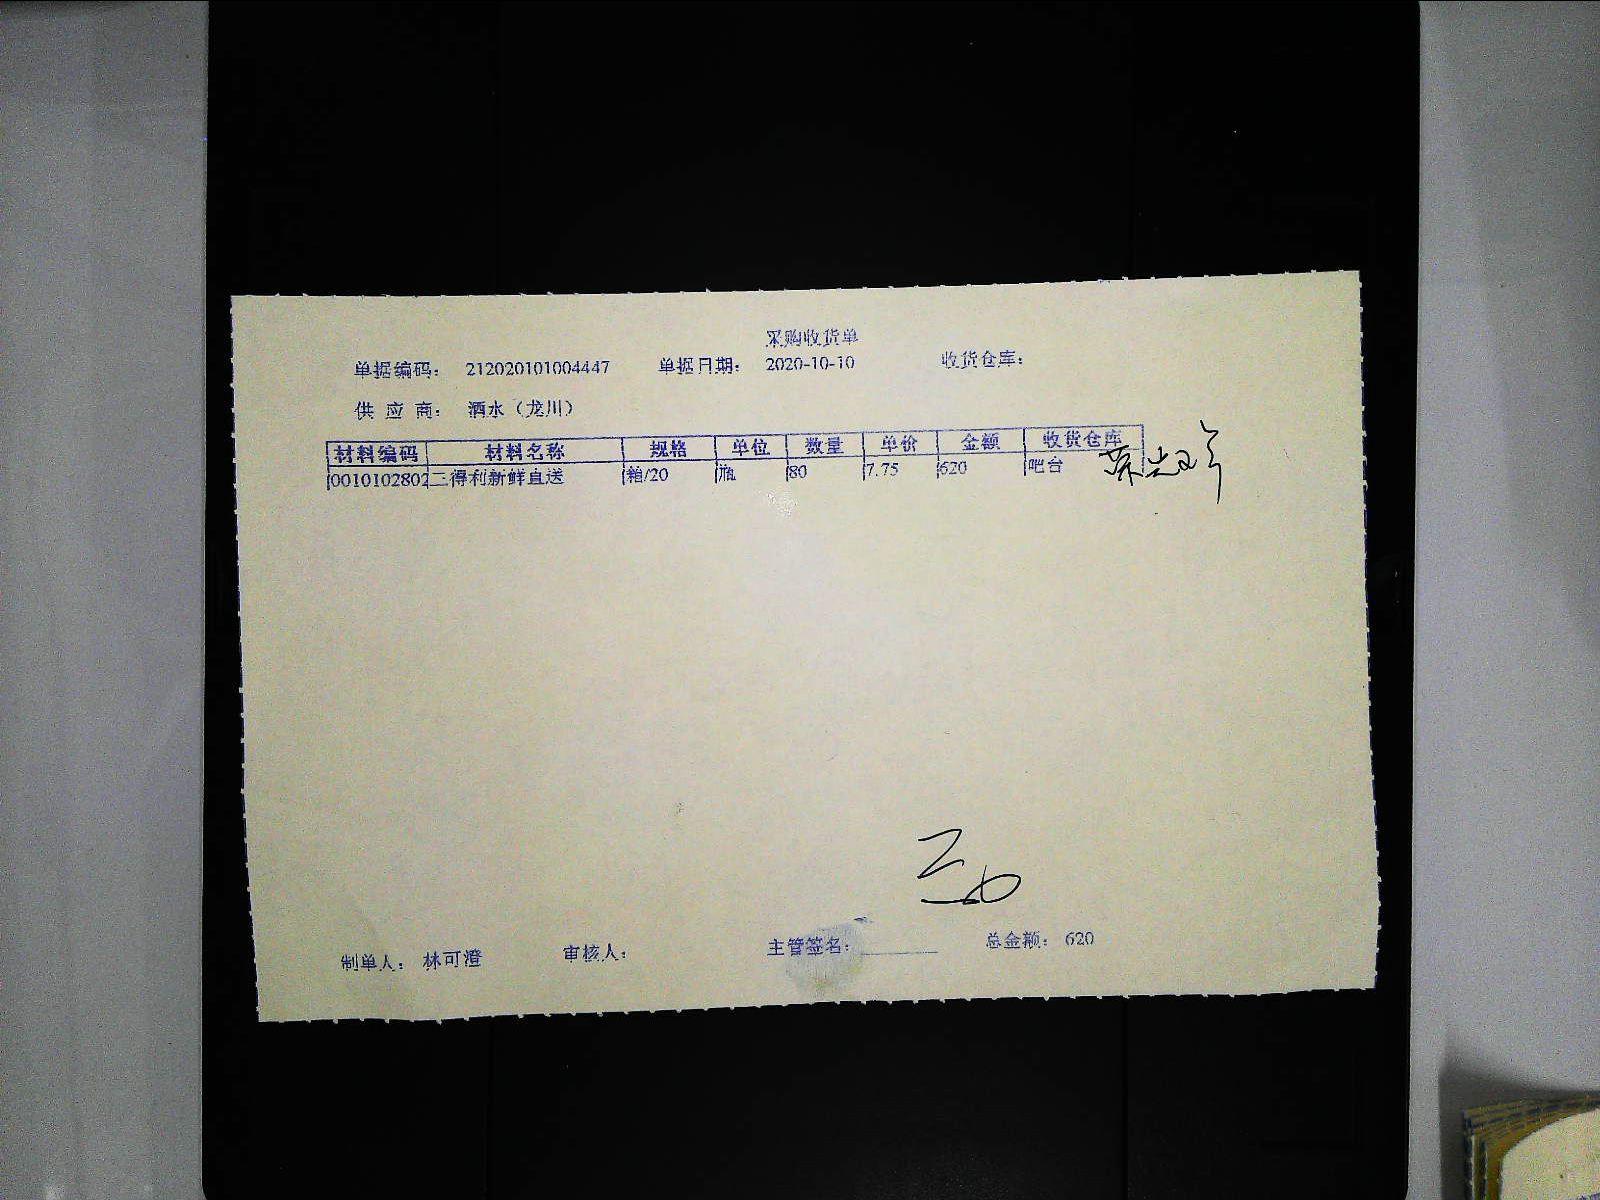 采购收货单
单据编码： 212020101004447 单据日期： 2020-10-10 收货仓库：
供 应 商： 酒水（龙川）
材料编码 材料名称 规格 单位 数量 单价 金额 收货仓库
0010102802 三得利新鲜直送 箱/20 瓶 80 7.75 620 吧台
制单人： 林可澄 审核人： 主管签名： 总金额： 620